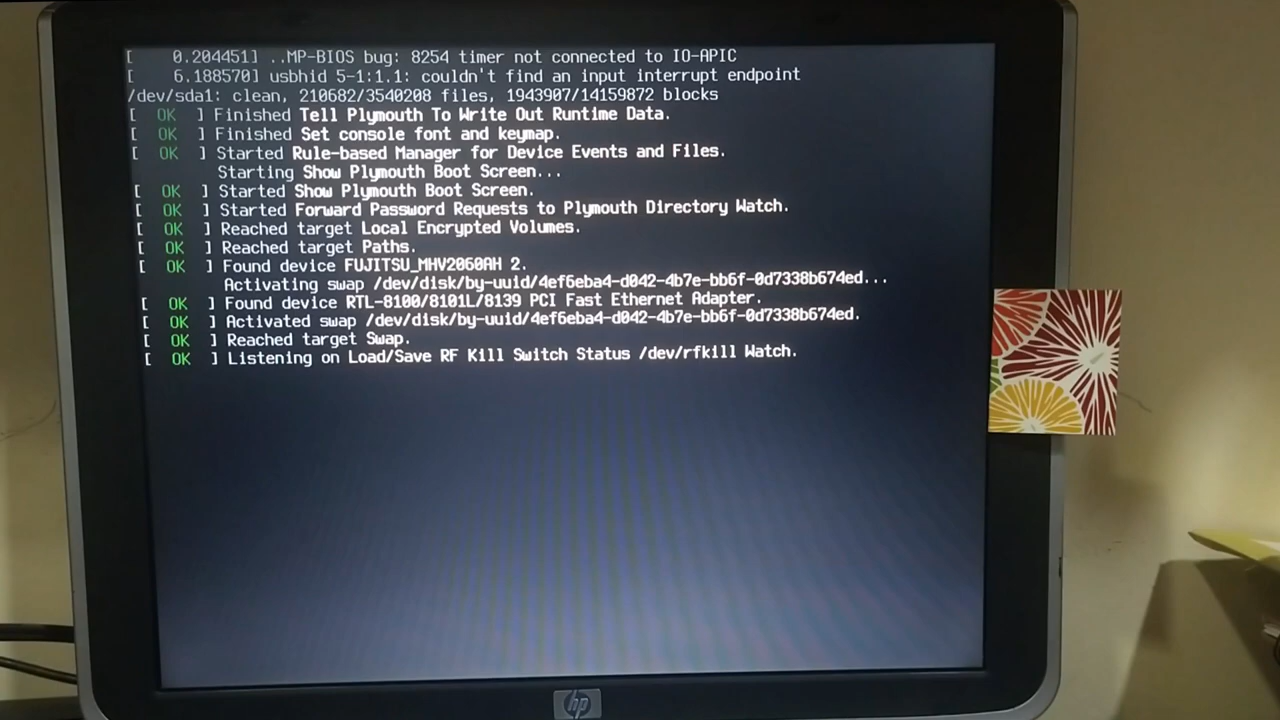 [    0.204451] ..MP-BIOS bug: 8254 timer not connected to IO-APIC
[    6.188570] usbhid 5-1:1.1: couldn't find an input interrupt endpoint
/dev/sda1: clean, 210682/3540208 files, 1943907/14159872 blocks
[  OK  ] Finished Tell Plymouth To Write Out Runtime Data.
[  OK  ] Finished Set console font and keymap.
[  OK  ] Started Rule-based Manager for Device Events and Files.
         Starting Show Plymouth Boot Screen...
[  OK  ] Started Show Plymouth Boot Screen.
[  OK  ] Started Forward Password Requests to Plymouth Directory Watch.
[  OK  ] Reached target Local Encrypted Volumes.
[  OK  ] Reached target Paths.
[  OK  ] Found device FUJITSU_MHV2060AH 2.
         Activating swap /dev/disk/by-uuid/4ef6eba4-d042-4b7e-bb6f-0d7338b674ed...
[  OK  ] Found device RTL-8100/8101L/8139 PCI Fast Ethernet Adapter.
[  OK  ] Activated swap /dev/disk/by-uuid/4ef6eba4-d042-4b7e-bb6f-0d7338b674ed.
[  OK  ] Reached target Swap.
[  OK  ] Listening on Load/Save RF Kill Switch Status /dev/rfkill Watch.
hp